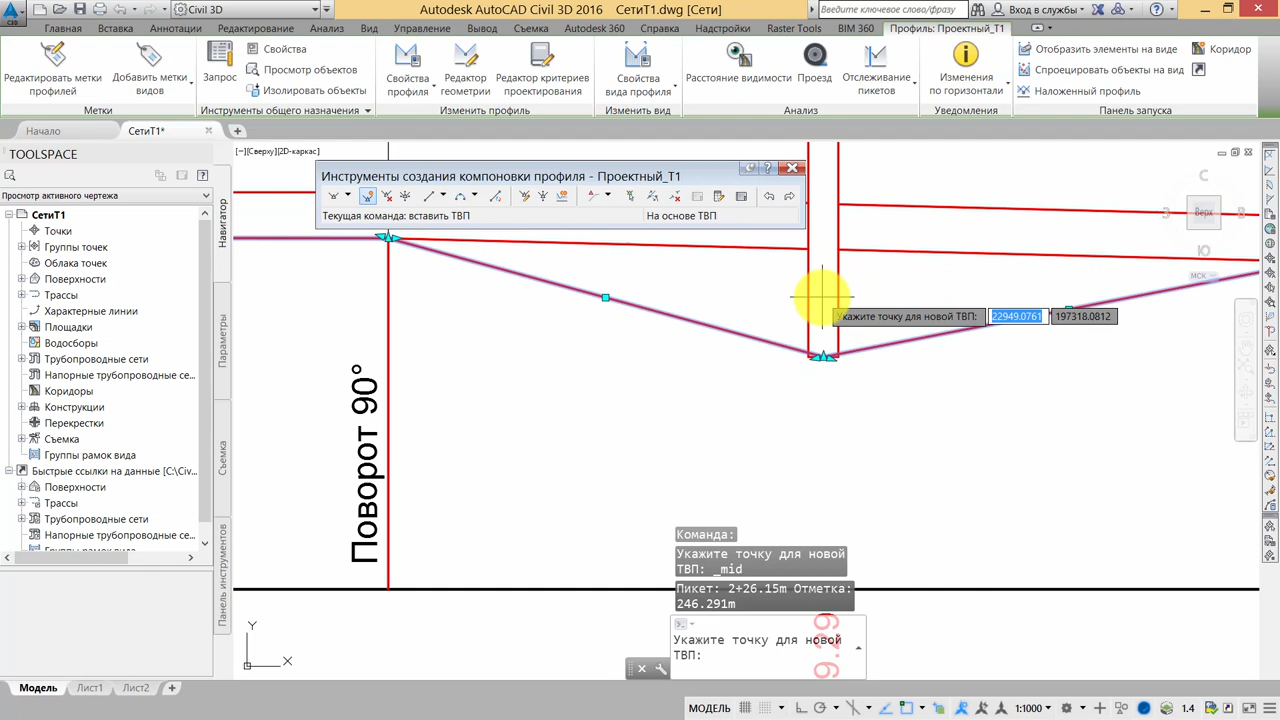 Civil 3D
Autodesk AutoCAD Civil 3D 2016 СетиТ1.dwg [Сети]
Введите ключевое слово/фразу
Вход в службы
Главная Вставка Аннотации Редактирование Анализ Вид Управление Вывод Съемка Autodesk 360 Справка Надстройки Raster Tools BIM 360 Профиль: Проектный_Т1
Редактировать метки профилей
Добавить метки видов
Метки
Запрос
Свойства
Просмотр объектов
Изолировать объекты
Инструменты общего назначения
Свойства профиля
Редактор геометрии
Редактор критериев проектирования
Изменить профиль
Свойства вида профиля
Изменить вид
Расстояние видимости
Проезд
Отслеживание пикетов
Анализ
Изменения по горизонтали
Уведомления
Отобразить элементы на виде
Коридор
Спроецировать объекты на вид
Наложенный профиль
Панель запуска
Начало
СетиТ1*
TOOLSPACE
Просмотр активного чертежа
СетиТ1
Точки
Группы точек
Облака точек
Поверхности
Трассы
Характерные линии
Площадки
Водосборы
Трубопроводные сети
Напорные трубопроводные се...
Коридоры
Конструкции
Перекрестки
Съемка
Группы рамок вида
Быстрые ссылки на данные [C:\Civ...
Поверхности
Трассы
Трубопроводные сети
Напорные трубопроводные се...
Группы рамок вида
Навигатор
Параметры
Съемка
Панель инструментов
[−][Сверху][2D-каркас]
Инструменты создания компоновки профиля - Проектный_Т1
Текущая команда: вставить ТВП
На основе ТВП
С
З
Верх
В
Ю
МСК
Укажите точку для новой ТВП:
22949.0761
197318.0812
Поворот 90°
Команда:
Укажите точку для новой
ТВП: _mid
Пикет: 2+26.15m Отметка:
246.291m
9.29
Укажите точку для новой
ТВП:
Y
X
Модель Лист1 Лист2
МОДЕЛЬ
1:1000
1.4